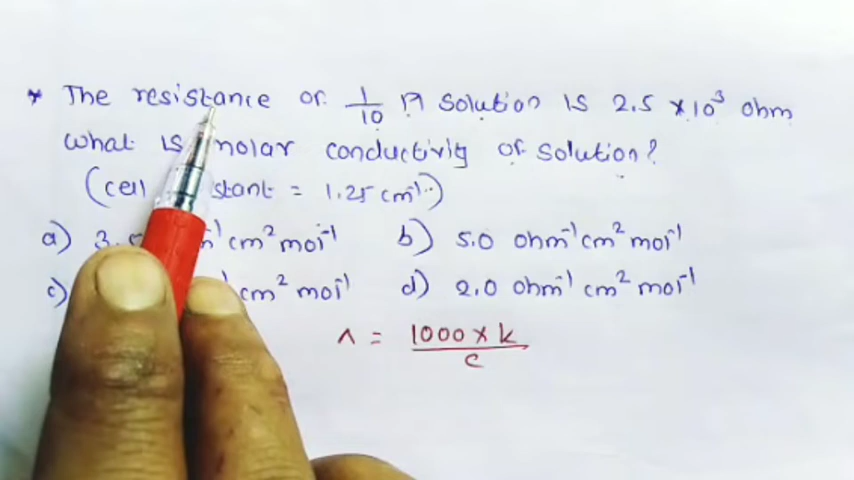 * The resistance of 1/10 M solution is 2.5 × 10³ ohm
what is molar conductivity of solution?
(cell stant = 1.25 cm⁻¹)
a) 3. cm² mol⁻¹ b) 5.0 ohm⁻¹ cm² mol⁻¹
c) cm² mol⁻¹ d) 2.0 ohm⁻¹ cm² mol⁻¹
Λ = 1000 × k / c